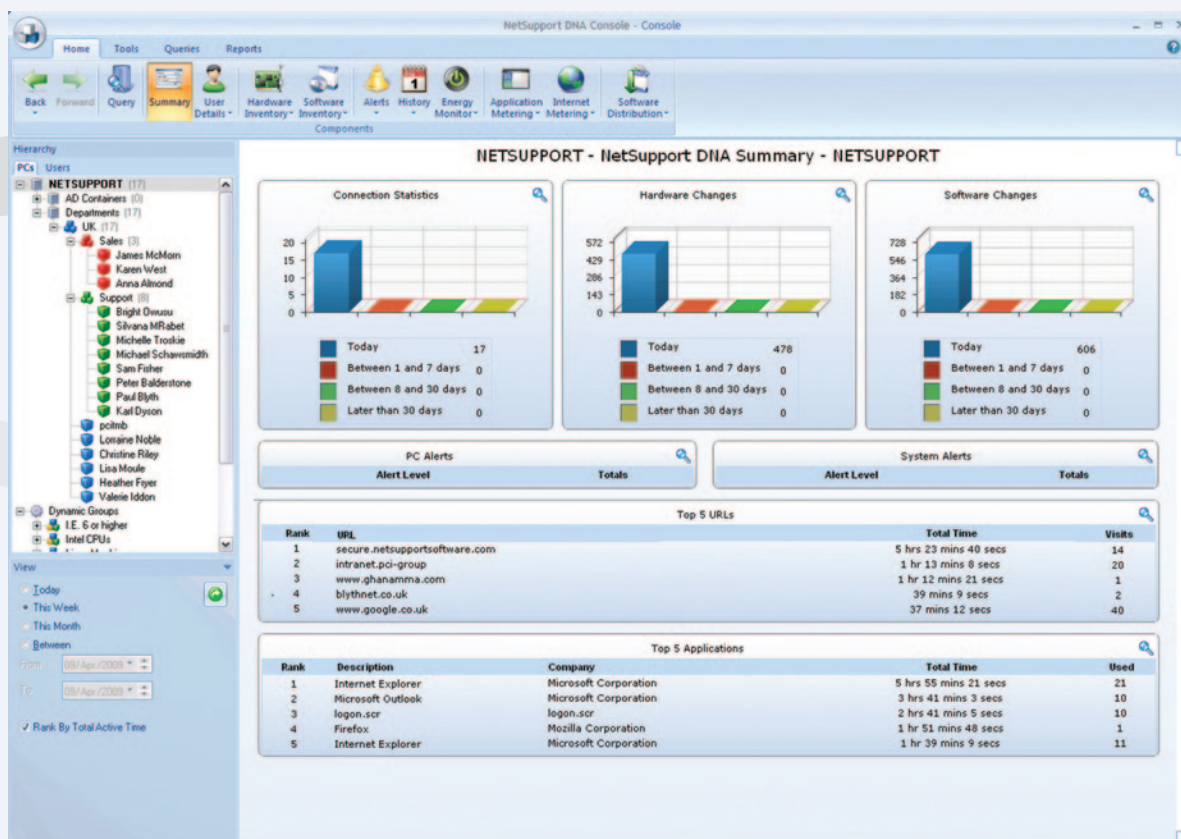 NetSupport DNA Console - Console
Home Tools Queries Reports
Back Forward Query Summary User Details Hardware Inventory Software Inventory Alerts History Energy Monitor Application Metering Internet Metering Software Distribution
Components
Hierarchy
PCs Users
NETSUPPORT (17)
AD Containers (0)
Departments (17)
UK (17)
Sales (3)
James McMorn
Karen West
Anna Almond
Support (8)
Bright Owusu
Silvana MRabet
Michelle Troskie
Michael Schawsmidth
Sam Fisher
Peter Balderstone
Paul Blyth
Karl Dyson
pcitmb
Lorraine Noble
Christine Riley
Lisa Moule
Heather Fryer
Valerie Iddon
Dynamic Groups
I.E. 6 or higher
Intel CPUs
View
Today
This Week
This Month
Between
From 09/Apr/2009
To 09/Apr/2009
Rank By Total Active Time
NETSUPPORT - NetSupport DNA Summary - NETSUPPORT
Connection Statistics
20
15
10
5
0
Today 17
Between 1 and 7 days 0
Between 8 and 30 days 0
Later than 30 days 0
Hardware Changes
572
429
286
143
0
Today 478
Between 1 and 7 days 0
Between 8 and 30 days 0
Later than 30 days 0
Software Changes
728
546
364
182
0
Today 606
Between 1 and 7 days 0
Between 8 and 30 days 0
Later than 30 days 0
PC Alerts
Alert Level Totals
System Alerts
Alert Level Totals
Top 5 URLs
Rank URL Total Time Visits
1 secure.netsupportsoftware.com 5 hrs 23 mins 40 secs 14
2 intranet.pci-group 1 hr 13 mins 8 secs 20
3 www.ghanamma.com 1 hr 12 mins 21 secs 1
4 blythnet.co.uk 39 mins 9 secs 2
5 www.google.co.uk 37 mins 12 secs 40
Top 5 Applications
Rank Description Company Total Time Used
1 Internet Explorer Microsoft Corporation 5 hrs 55 mins 21 secs 21
2 Microsoft Outlook Microsoft Corporation 3 hrs 41 mins 3 secs 10
3 logon.scr logon.scr 2 hrs 41 mins 5 secs 10
4 Firefox Mozilla Corporation 1 hr 51 mins 48 secs 1
5 Internet Explorer Microsoft Corporation 1 hr 39 mins 9 secs 11